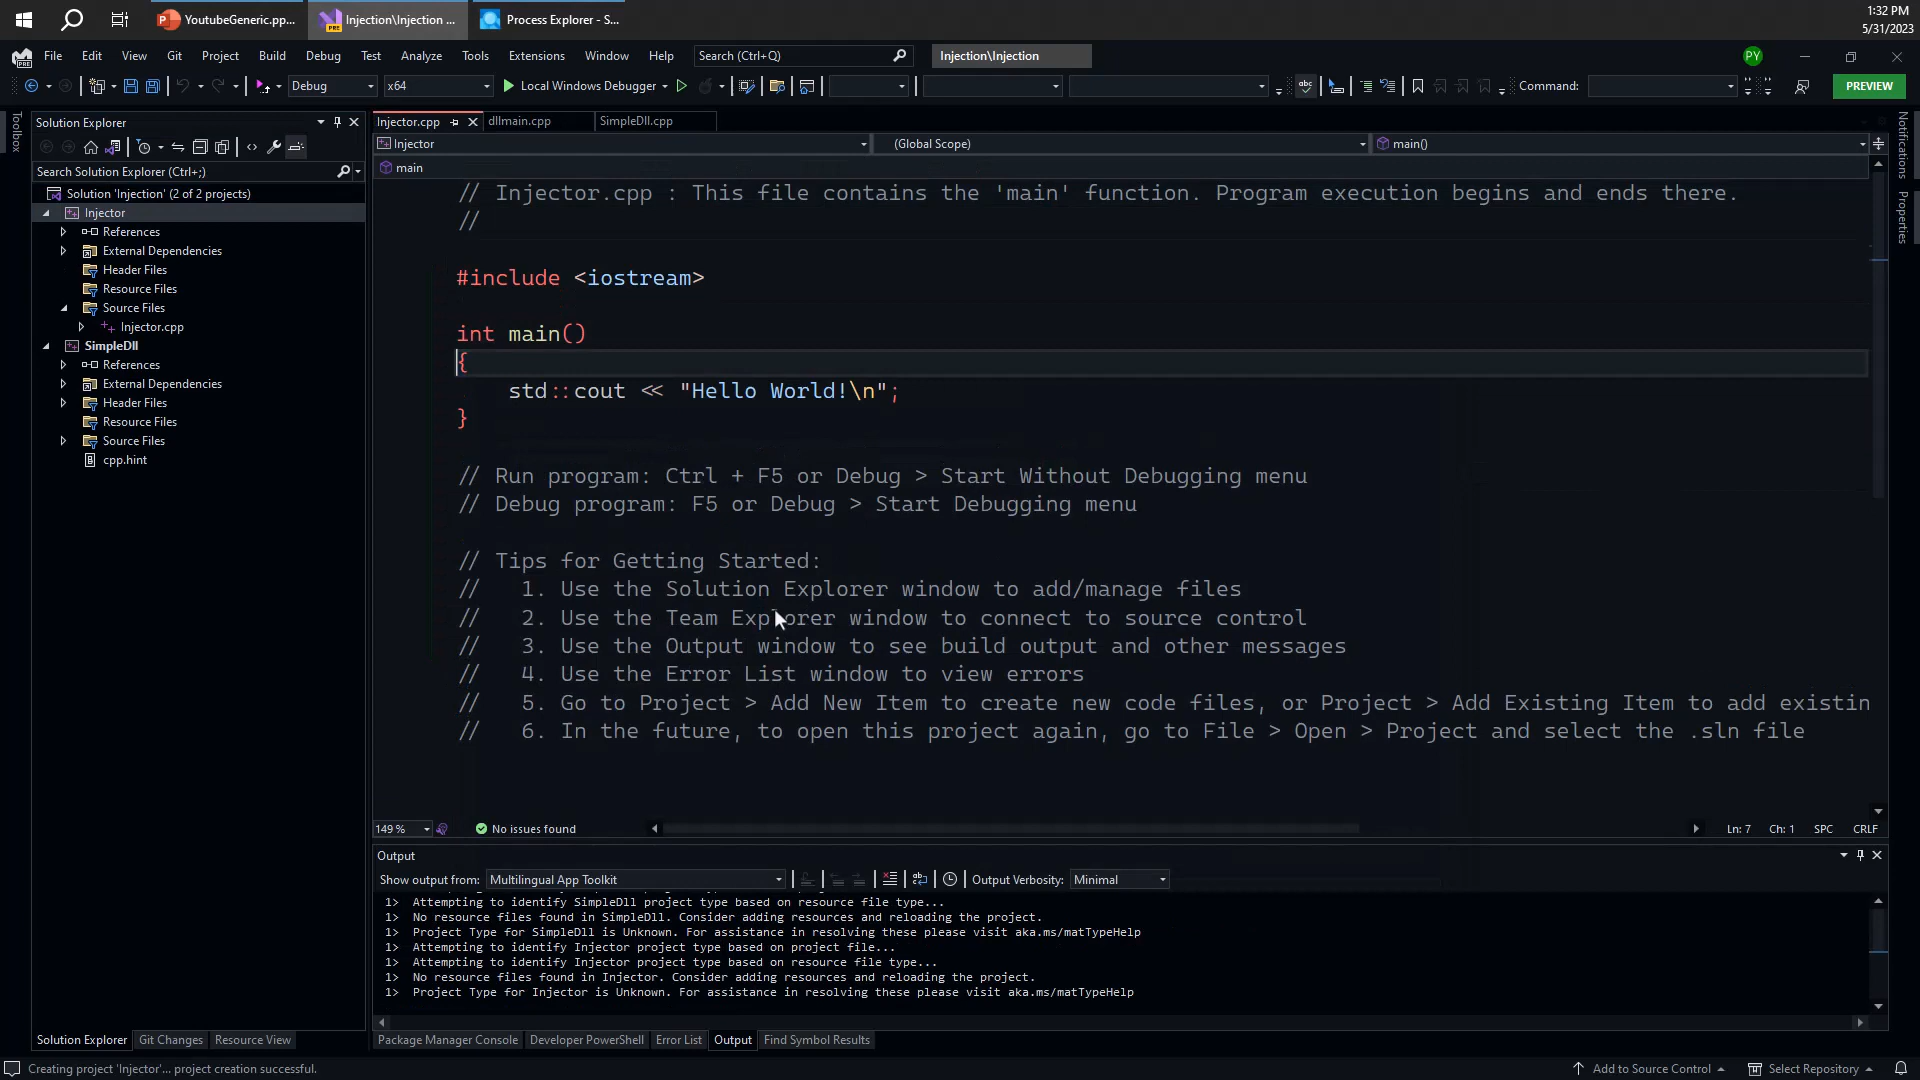 YoutubeGeneric.pp...
Injection\Injection ...
Process Explorer - S...
1:32 PM
5/31/2023
File Edit View Git Project Build Debug Test Analyze Tools Extensions Window Help
Search (Ctrl+Q)
Injection\Injection
PY
Debug
x64
Local Windows Debugger
Command:
PREVIEW
Toolbox
Solution Explorer
Search Solution Explorer (Ctrl+;)
Solution 'Injection' (2 of 2 projects)
Injector
References
External Dependencies
Header Files
Resource Files
Source Files
Injector.cpp
SimpleDll
References
External Dependencies
Header Files
Resource Files
Source Files
cpp.hint
Injector.cpp
dllmain.cpp
SimpleDll.cpp
Injector
(Global Scope)
main()
main
// Injector.cpp : This file contains the 'main' function. Program execution begins and ends there.
//
#include <iostream>
int main()
{
std::cout << "Hello World!\n";
}
// Run program: Ctrl + F5 or Debug > Start Without Debugging menu
// Debug program: F5 or Debug > Start Debugging menu
// Tips for Getting Started:
// 1. Use the Solution Explorer window to add/manage files
// 2. Use the Team Explorer window to connect to source control
// 3. Use the Output window to see build output and other messages
// 4. Use the Error List window to view errors
// 5. Go to Project > Add New Item to create new code files, or Project > Add Existing Item to add existin
// 6. In the future, to open this project again, go to File > Open > Project and select the .sln file
Notifications
Properties
149 %
No issues found
Ln: 7 Ch: 1 SPC CRLF
Output
Show output from:
Multilingual App Toolkit
Output Verbosity:
Minimal
1> Attempting to identify SimpleDll project type based on resource file type...
1> No resource files found in SimpleDll. Consider adding resources and reloading the project.
1> Project Type for SimpleDll is Unknown. For assistance in resolving these please visit aka.ms/matTypeHelp
1> Attempting to identify Injector project type based on project file...
1> Attempting to identify Injector project type based on resource file type...
1> No resource files found in Injector. Consider adding resources and reloading the project.
1> Project Type for Injector is Unknown. For assistance in resolving these please visit aka.ms/matTypeHelp
Solution Explorer
Git Changes
Resource View
Package Manager Console
Developer PowerShell
Error List
Output
Find Symbol Results
Creating project 'Injector'... project creation successful.
Add to Source Control
Select Repository